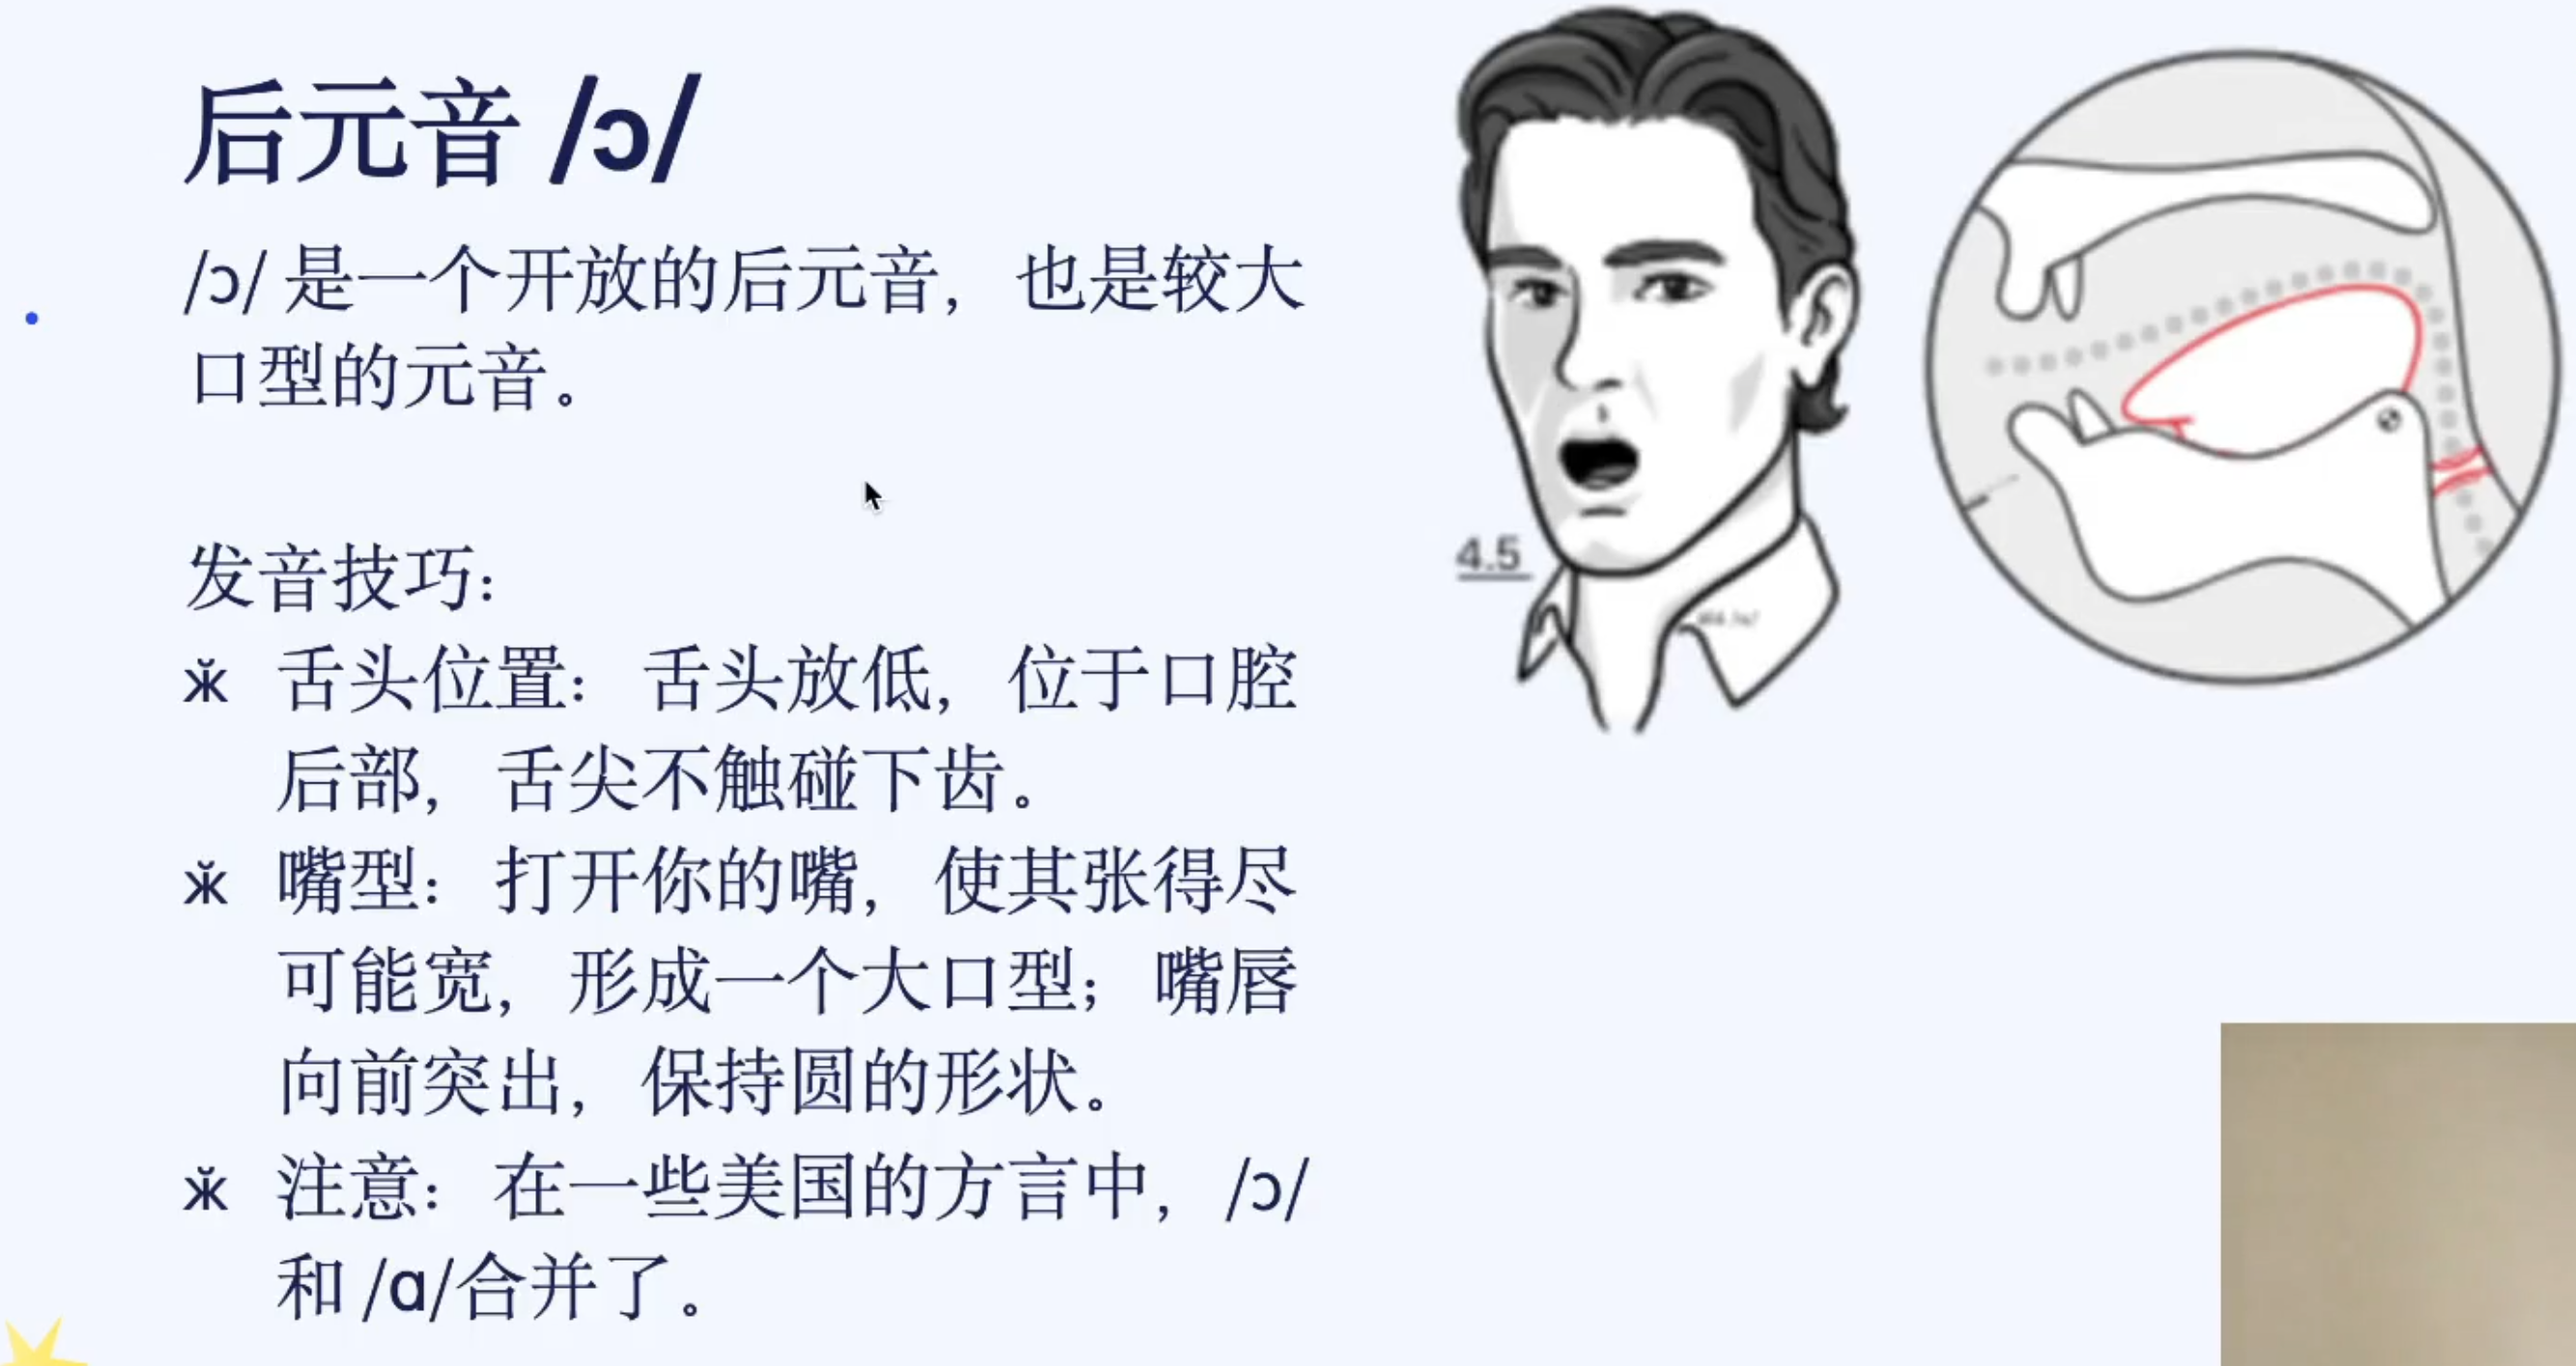 后元音 /ɔ/
/ɔ/ 是一个开放的后元音，也是较大
口型的元音。
发音技巧：
ӝ 舌头位置：舌头放低，位于口腔
后部，舌尖不触碰下齿。
ӝ 嘴型：打开你的嘴，使其张得尽
可能宽，形成一个大口型；嘴唇
向前突出，保持圆的形状。
ӝ 注意：在一些美国的方言中，/ɔ/
和 /ɑ/合并了。
4.5